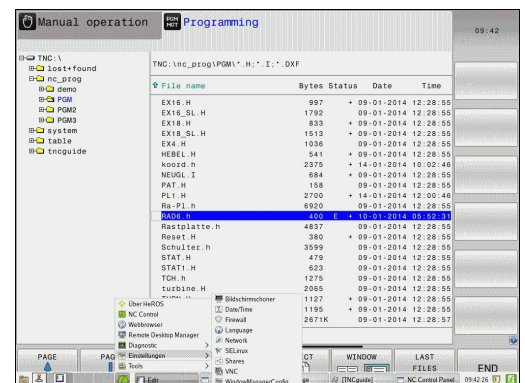 Manual operation
PGM MGT Programming
09:42
TNC:\
lost+found
nc_prog
demo
PGM
PGM2
PGM3
system
table
tncguide
TNC:\nc_prog\PGM\*.H;*.I;*.DXF
File name Bytes Status Date Time
EX16.H 997 + 09-01-2014 12:28:55
EX16_SL.H 1792 09-01-2014 12:28:55
EX18.H 833 + 09-01-2014 12:28:55
EX18_SL.H 1513 + 09-01-2014 12:28:55
EX4.H 1036 09-01-2014 12:28:55
HEBEL.H 541 + 09-01-2014 12:28:55
koord.h 2375 + 14-01-2014 10:02:46
NEUGL.I 684 + 09-01-2014 12:28:55
PAT.H 158 09-01-2014 12:28:55
PL1.H 2700 + 14-01-2014 12:00:46
Ra-Pl.h 6920 09-01-2014 12:28:55
RAD6.h 400 E + 10-01-2014 05:52:31
Rastplatte.h 4837 09-01-2014 12:28:55
Reset.H 380 + 09-01-2014 12:28:55
Schulter.h 3599 09-01-2014 12:28:55
STAT.H 479 09-01-2014 12:28:55
STAT1.H 623 09-01-2014 12:28:55
TCH.h 1275 09-01-2014 12:28:55
turbine.H 2065 09-01-2014 12:28:55
1127 + 09-01-2014 12:28:55
1195 + 09-01-2014 12:28:55
2671K 09-01-2014 12:28:57
Über HeROS
NC Control
Webbrowser
Remote Desktop Manager
Diagnostic
Einstellungen
Tools
Bildschirmschoner
Date/Time
Firewall
Language
Network
SELinux
Shares
VNC
WindowManagerConfig
PAGE
PAG
CT
WINDOW
LAST
FILES
END
Edit
[TNCguide]
NC Control Panel
09:42:26